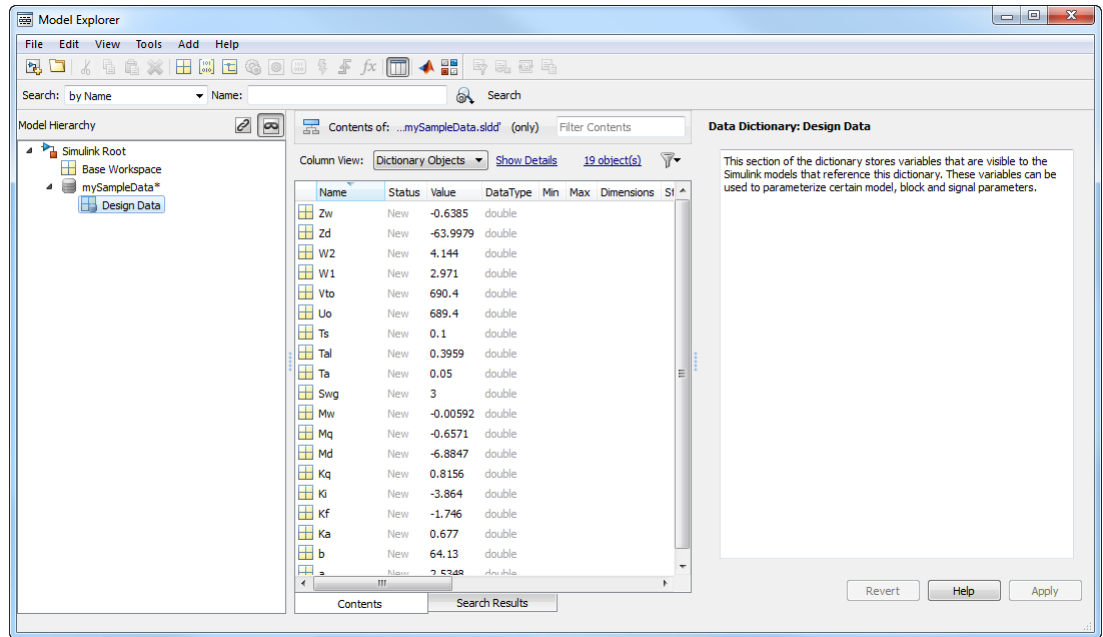 Model Explorer
File Edit View Tools Add Help
Search: by Name Name: Search
Model Hierarchy
Simulink Root
Base Workspace
mySampleData*
Design Data
Contents of: ...mySampleData.sldd' (only) Filter Contents
Column View: Dictionary Objects Show Details 19 object(s)
Name Status Value DataType Min Max Dimensions
Zw New -0.6385 double
Zd New -63.9979 double
W2 New 4.144 double
W1 New 2.971 double
Vto New 690.4 double
Uo New 689.4 double
Ts New 0.1 double
Tal New 0.3959 double
Ta New 0.05 double
Swg New 3 double
Mw New -0.00592 double
Mq New -0.6571 double
Md New -6.8847 double
Kq New 0.8156 double
Ki New -3.864 double
Kf New -1.746 double
Ka New 0.677 double
b New 64.13 double
a New 2.5348 double
Contents Search Results
Data Dictionary: Design Data
This section of the dictionary stores variables that are visible to the
Simulink models that reference this dictionary. These variables can be
used to parameterize certain model, block and signal parameters.
Revert Help Apply